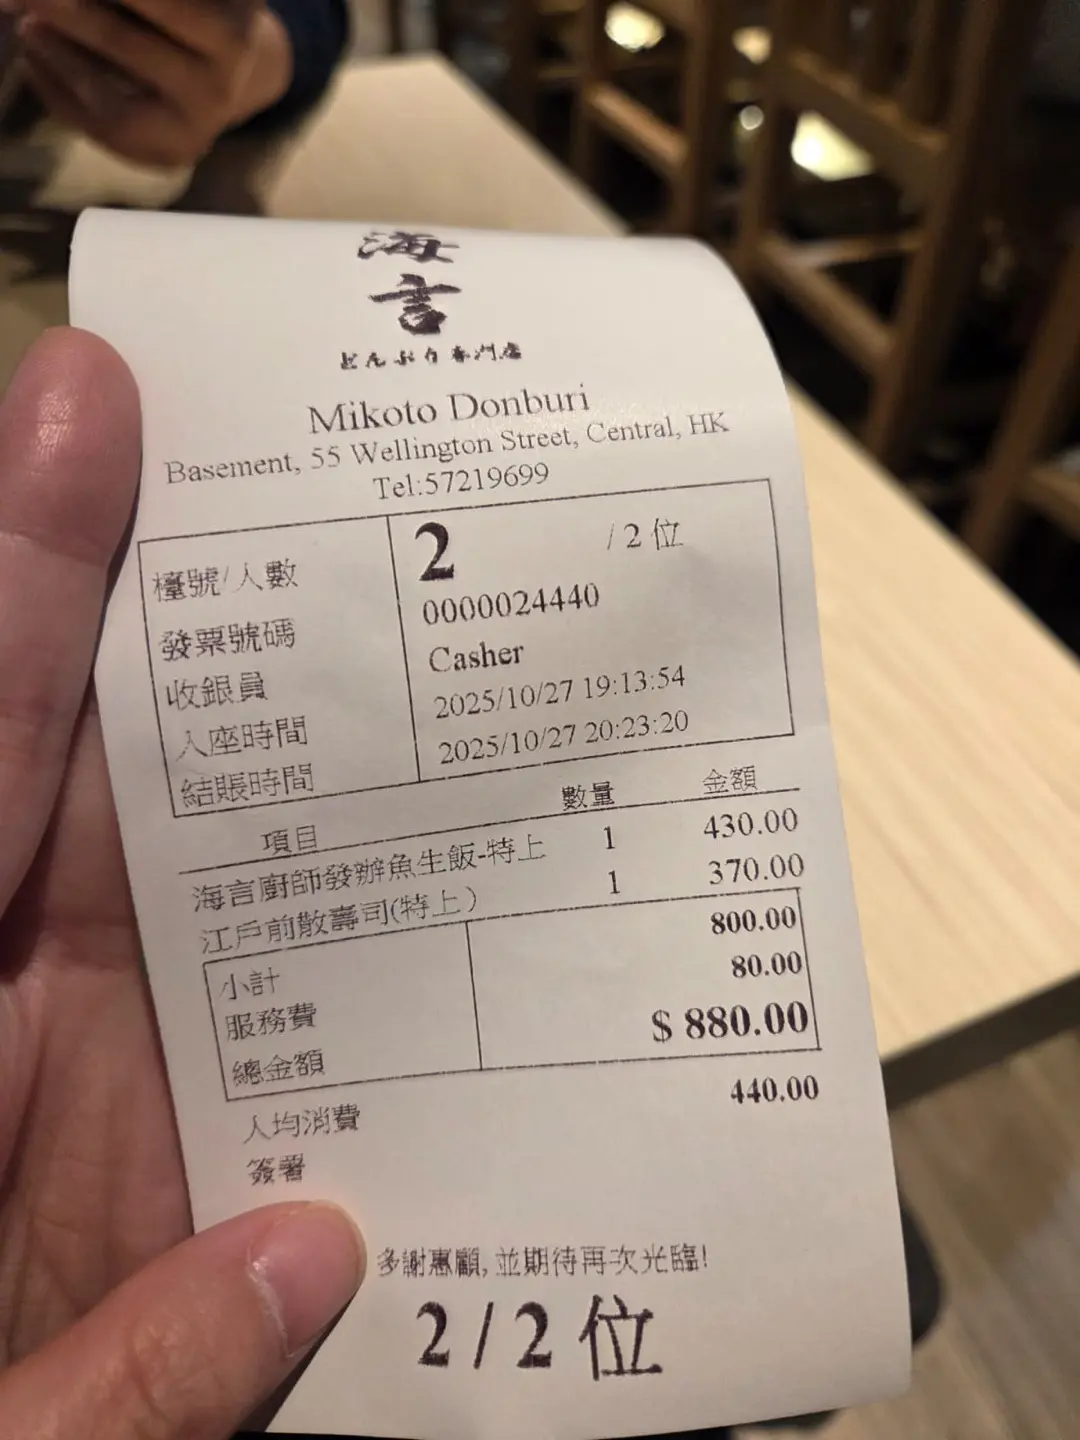 海
言
どんぶり専門店
Mikoto Donburi
Basement, 55 Wellington Street, Central, HK
Tel:57219699
檯號/人數 2 / 2 位
發票號碼 0000024440
收銀員 Casher
入座時間 2025/10/27 19:13:54
結賬時間 2025/10/27 20:23:20
項目 數量 金額
海言廚師發辦魚生飯-特上 1 430.00
江戶前散壽司(特上) 1 370.00
小計 800.00
服務費 80.00
總金額 $ 880.00
人均消費 440.00
簽署
多謝惠顧, 並期待再次光臨!
2 / 2 位